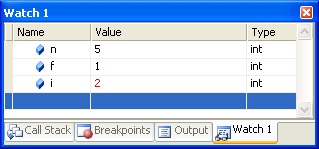 Watch 1
Name Value Type
n 5 int
f 1 int
i 2 int
Call Stack Breakpoints Output Watch 1